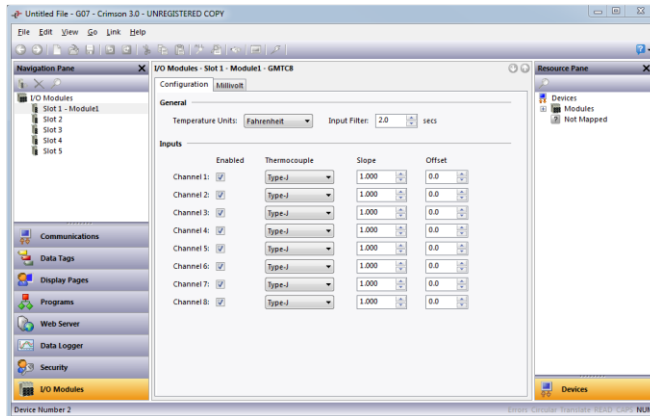 Untitled File - G07 - Crimson 3.0 - UNREGISTERED COPY
File Edit View Go Link Help
Navigation Pane
I/O Modules
Slot 1 - Module1
Slot 2
Slot 3
Slot 4
Slot 5
Communications
Data Tags
Display Pages
Programs
Web Server
Data Logger
Security
I/O Modules
I/O Modules - Slot 1 - Module1 - GMTC8
Configuration Millivolt
General
Temperature Units: Fahrenheit Input Filter: 2.0 secs
Inputs
Enabled Thermocouple Slope Offset
Channel 1: Type-J 1.000 0.0
Channel 2: Type-J 1.000 0.0
Channel 3: Type-J 1.000 0.0
Channel 4: Type-J 1.000 0.0
Channel 5: Type-J 1.000 0.0
Channel 6: Type-J 1.000 0.0
Channel 7: Type-J 1.000 0.0
Channel 8: Type-J 1.000 0.0
Resource Pane
Devices
Modules
Not Mapped
Devices
Device Number 2 Errors Circular Translate READ CAPS NUM